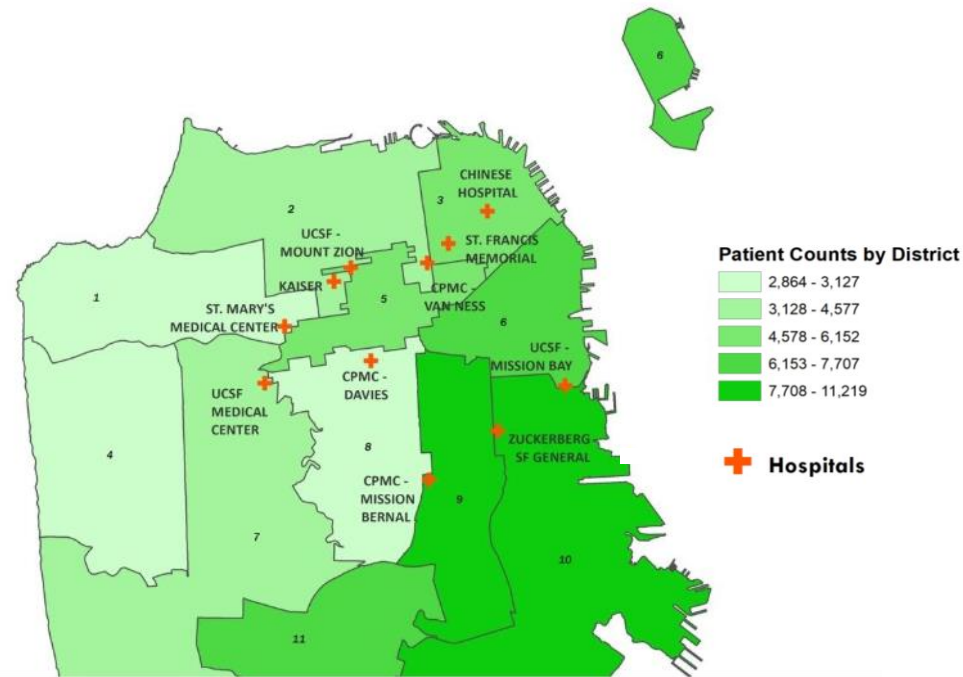 6
CHINESE
HOSPITAL
3
2
UCSF -
MOUNT ZION
ST. FRANCIS
MEMORIAL
KAISER
CPMC -
VAN NESS
1
5
ST. MARY'S
MEDICAL CENTER
6
UCSF -
MISSION BAY
CPMC -
DAVIES
UCSF
MEDICAL
CENTER
ZUCKERBERG -
SF GENERAL
4
8
CPMC -
MISSION
BERNAL
9
7
10
11
Patient Counts by District
2,864 - 3,127
3,128 - 4,577
4,578 - 6,152
6,153 - 7,707
7,708 - 11,219
Hospitals